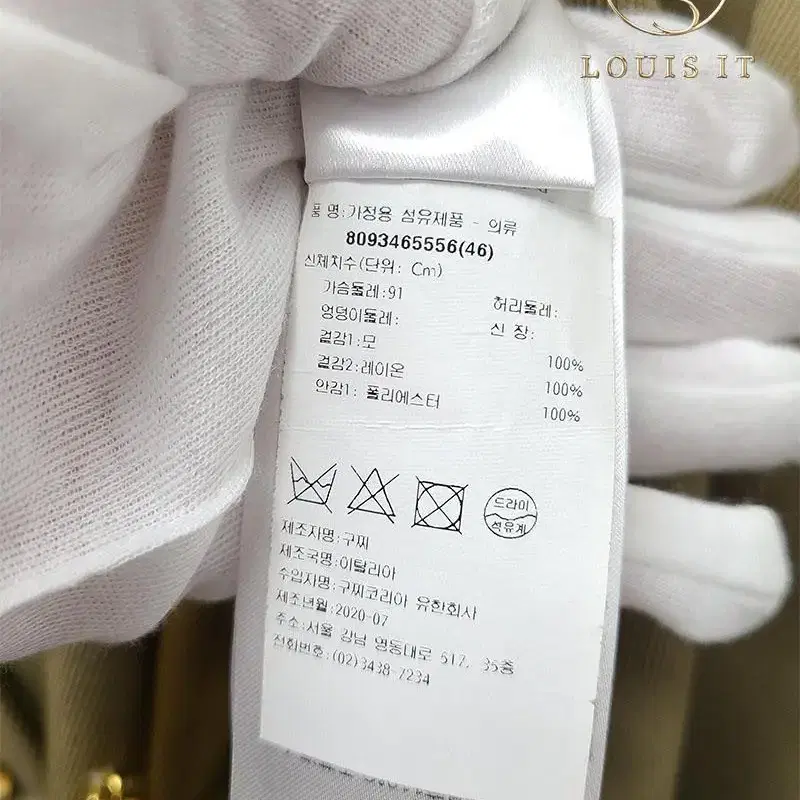 LOUIS IT
품 명:가정용 섬유제품 - 의류
8093465556(46)
신체치수(단위: Cm)
가슴둘레:91 허리둘레:
엉덩이둘레: 신 장:
겉감1:모 100%
겉감2:레이온 100%
안감1: 폴리에스터 100%
드라이
석유계
제조자명:구찌
제조국명:이탈리아
수입자명:구찌코리아 유한회사
제조년월:2020-07
주소:서울 강남 영동대로 517, 35층
전화번호:(02)3438-7234